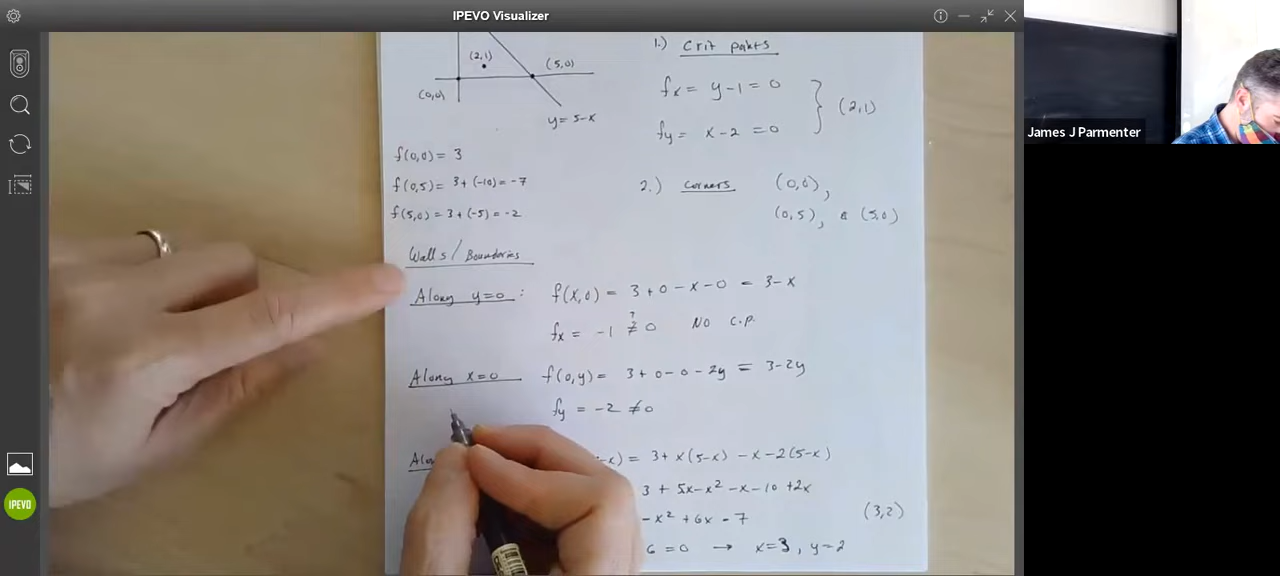 IPEVO Visualizer
James J Parmenter
IPEVO
(2,1)
(5,0)
(0,0)
y = 5-x
1.) Crit points
fx = y-1 = 0
fy = x-2 = 0
(2,1)
f(0,0) = 3
f(0,5) = 3+(-10) = -7
f(5,0) = 3+(-5) = -2
2.) Corners (0,0),
(0,5), & (5,0)
Walls / Boundaries
Along y=0 : f(x,0) = 3+0-x-0 = 3-x
fx = -1 ≠ 0 No c.p.
?
Along x=0 f(0,y) = 3+0-0-2y = 3-2y
fy = -2 ≠ 0
-x) = 3+x(5-x) -x-2(5-x)
3 + 5x-x² -x-10 +2x
-x² +6x - 7
(3,2)
6 = 0 → x=3, y=2